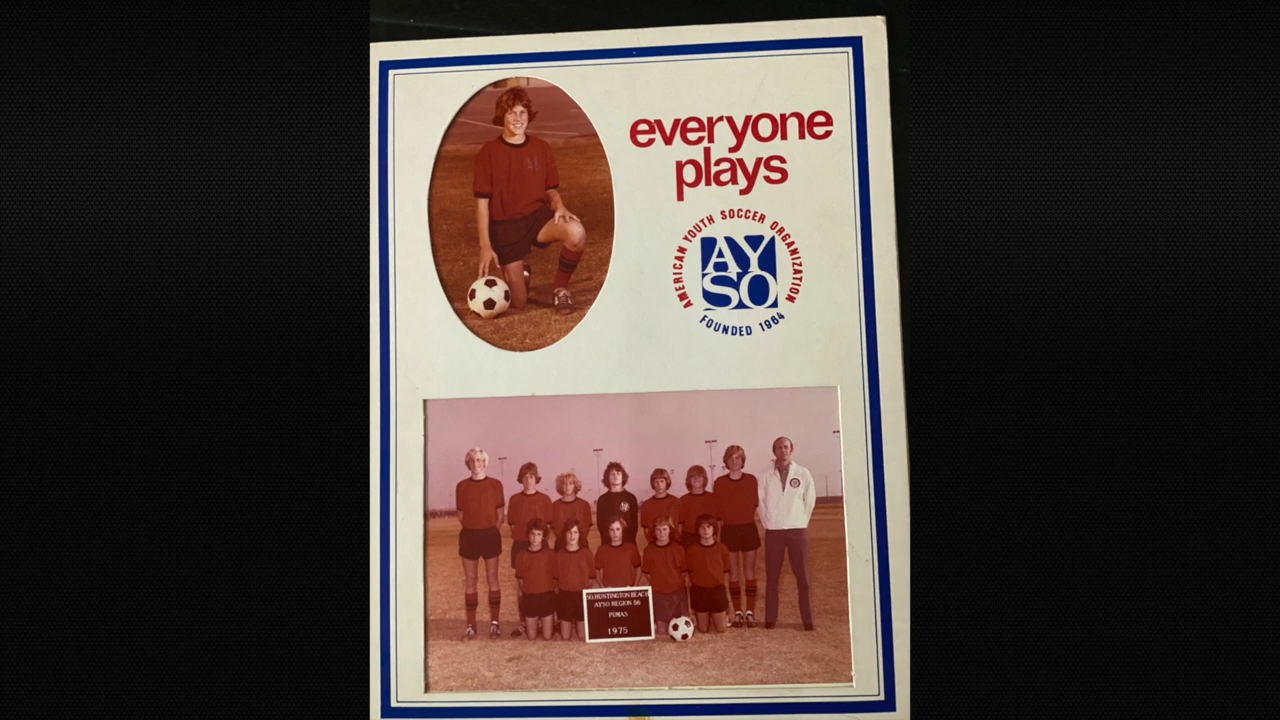 everyone
plays
AMERICAN YOUTH SOCCER ORGANIZATION
AY
SO
FOUNDED 1964
SO. HUNTINGTON BEACH
AYSO REGION 56
PUMAS
1975